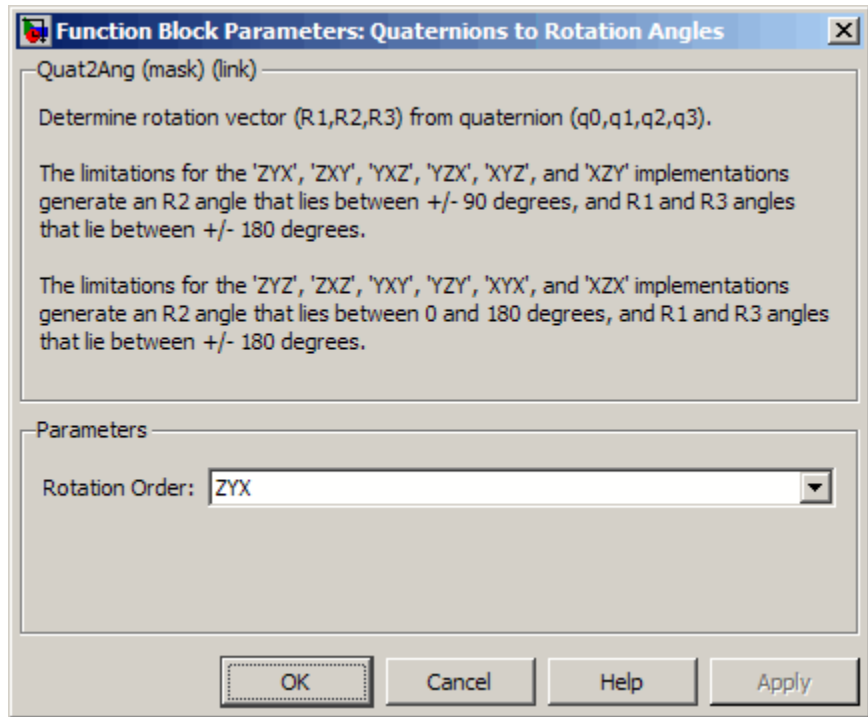 Function Block Parameters: Quaternions to Rotation Angles
Quat2Ang (mask) (link)
Determine rotation vector (R1,R2,R3) from quaternion (q0,q1,q2,q3).
The limitations for the 'ZYX', 'ZXY', 'YXZ', 'YZX', 'XYZ', and 'XZY' implementations
generate an R2 angle that lies between +/- 90 degrees, and R1 and R3 angles
that lie between +/- 180 degrees.
The limitations for the 'ZYZ', 'ZXZ', 'YXY', 'YZY', 'XYX', and 'XZX' implementations
generate an R2 angle that lies between 0 and 180 degrees, and R1 and R3 angles
that lie between +/- 180 degrees.
Parameters
Rotation Order: ZYX
OK Cancel Help Apply